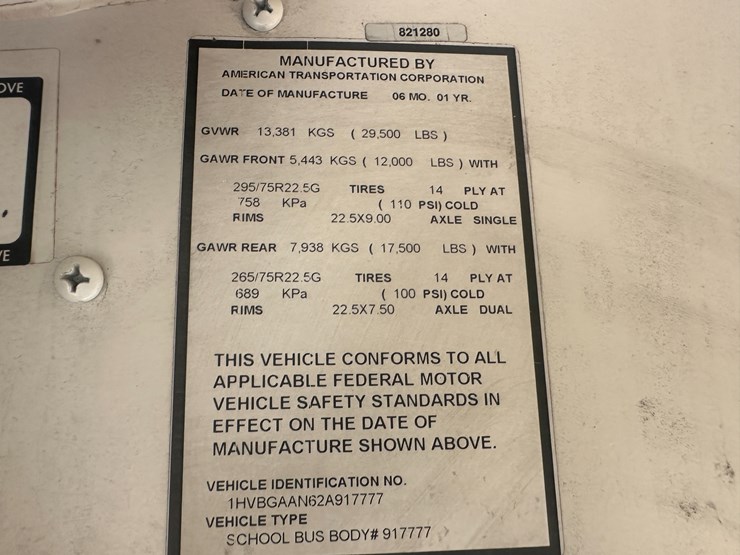 821280
OVE
MANUFACTURED BY
AMERICAN TRANSPORTATION CORPORATION
DATE OF MANUFACTURE 06 MO. 01 YR.
GVWR 13,381 KGS ( 29,500 LBS )
GAWR FRONT 5,443 KGS ( 12,000 LBS ) WITH
295/75R22.5G TIRES 14 PLY AT
758 KPa ( 110 PSI) COLD
RIMS 22.5X9.00 AXLE SINGLE
GAWR REAR 7,938 KGS ( 17,500 LBS ) WITH
265/75R22.5G TIRES 14 PLY AT
689 KPa ( 100 PSI) COLD
RIMS 22.5X7.50 AXLE DUAL
THIS VEHICLE CONFORMS TO ALL
APPLICABLE FEDERAL MOTOR
VEHICLE SAFETY STANDARDS IN
EFFECT ON THE DATE OF
MANUFACTURE SHOWN ABOVE.
VEHICLE IDENTIFICATION NO.
1HVBGAAN62A917777
VEHICLE TYPE
SCHOOL BUS BODY# 917777